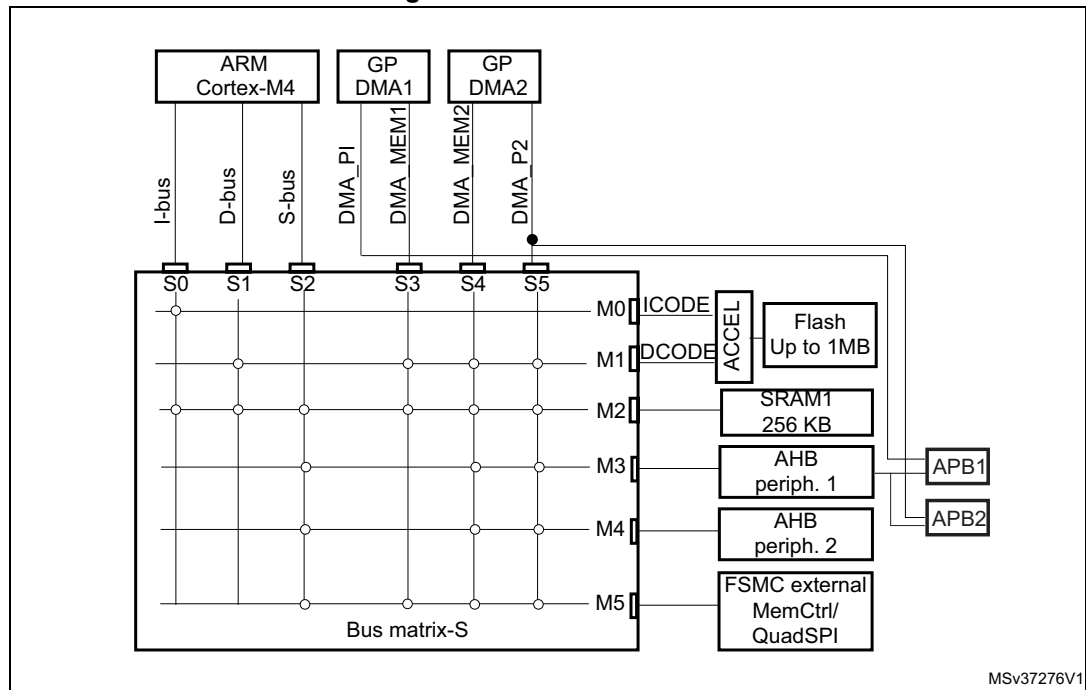 ARM
Cortex-M4
GP
DMA1
GP
DMA2
I-bus
D-bus
S-bus
DMA_PI
DMA_MEM1
DMA_MEM2
DMA_P2
S0 S1 S2 S3 S4 S5
M0 ICODE
M1 DCODE
ACCEL
Flash
Up to 1MB
M2
SRAM1
256 KB
M3
AHB
periph. 1
APB1
APB2
M4
AHB
periph. 2
M5
FSMC external
MemCtrl/
QuadSPI
Bus matrix-S
MSv37276V1